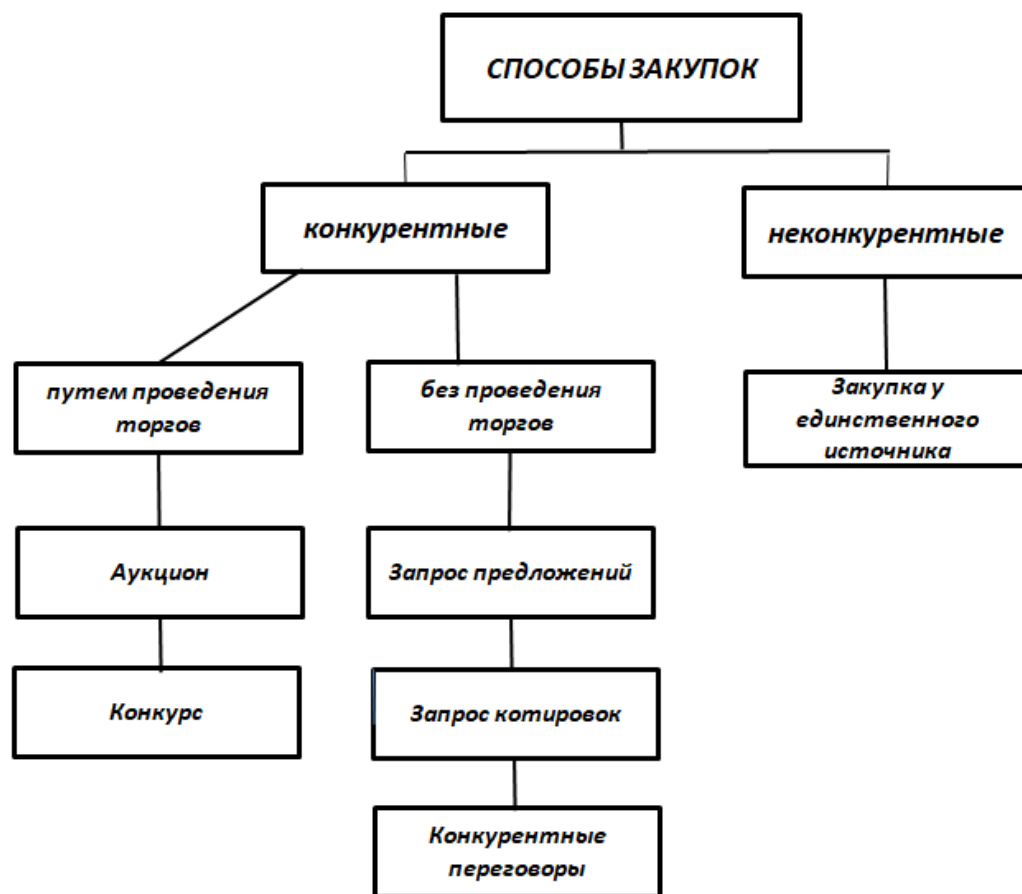 СПОСОБЫ ЗАКУПОК
конкурентные
неконкурентные
путем проведения
торгов
без проведения
торгов
Закупка у
единственного
источника
Аукцион
Запрос предложений
Конкурс
Запрос котировок
Конкурентные
переговоры